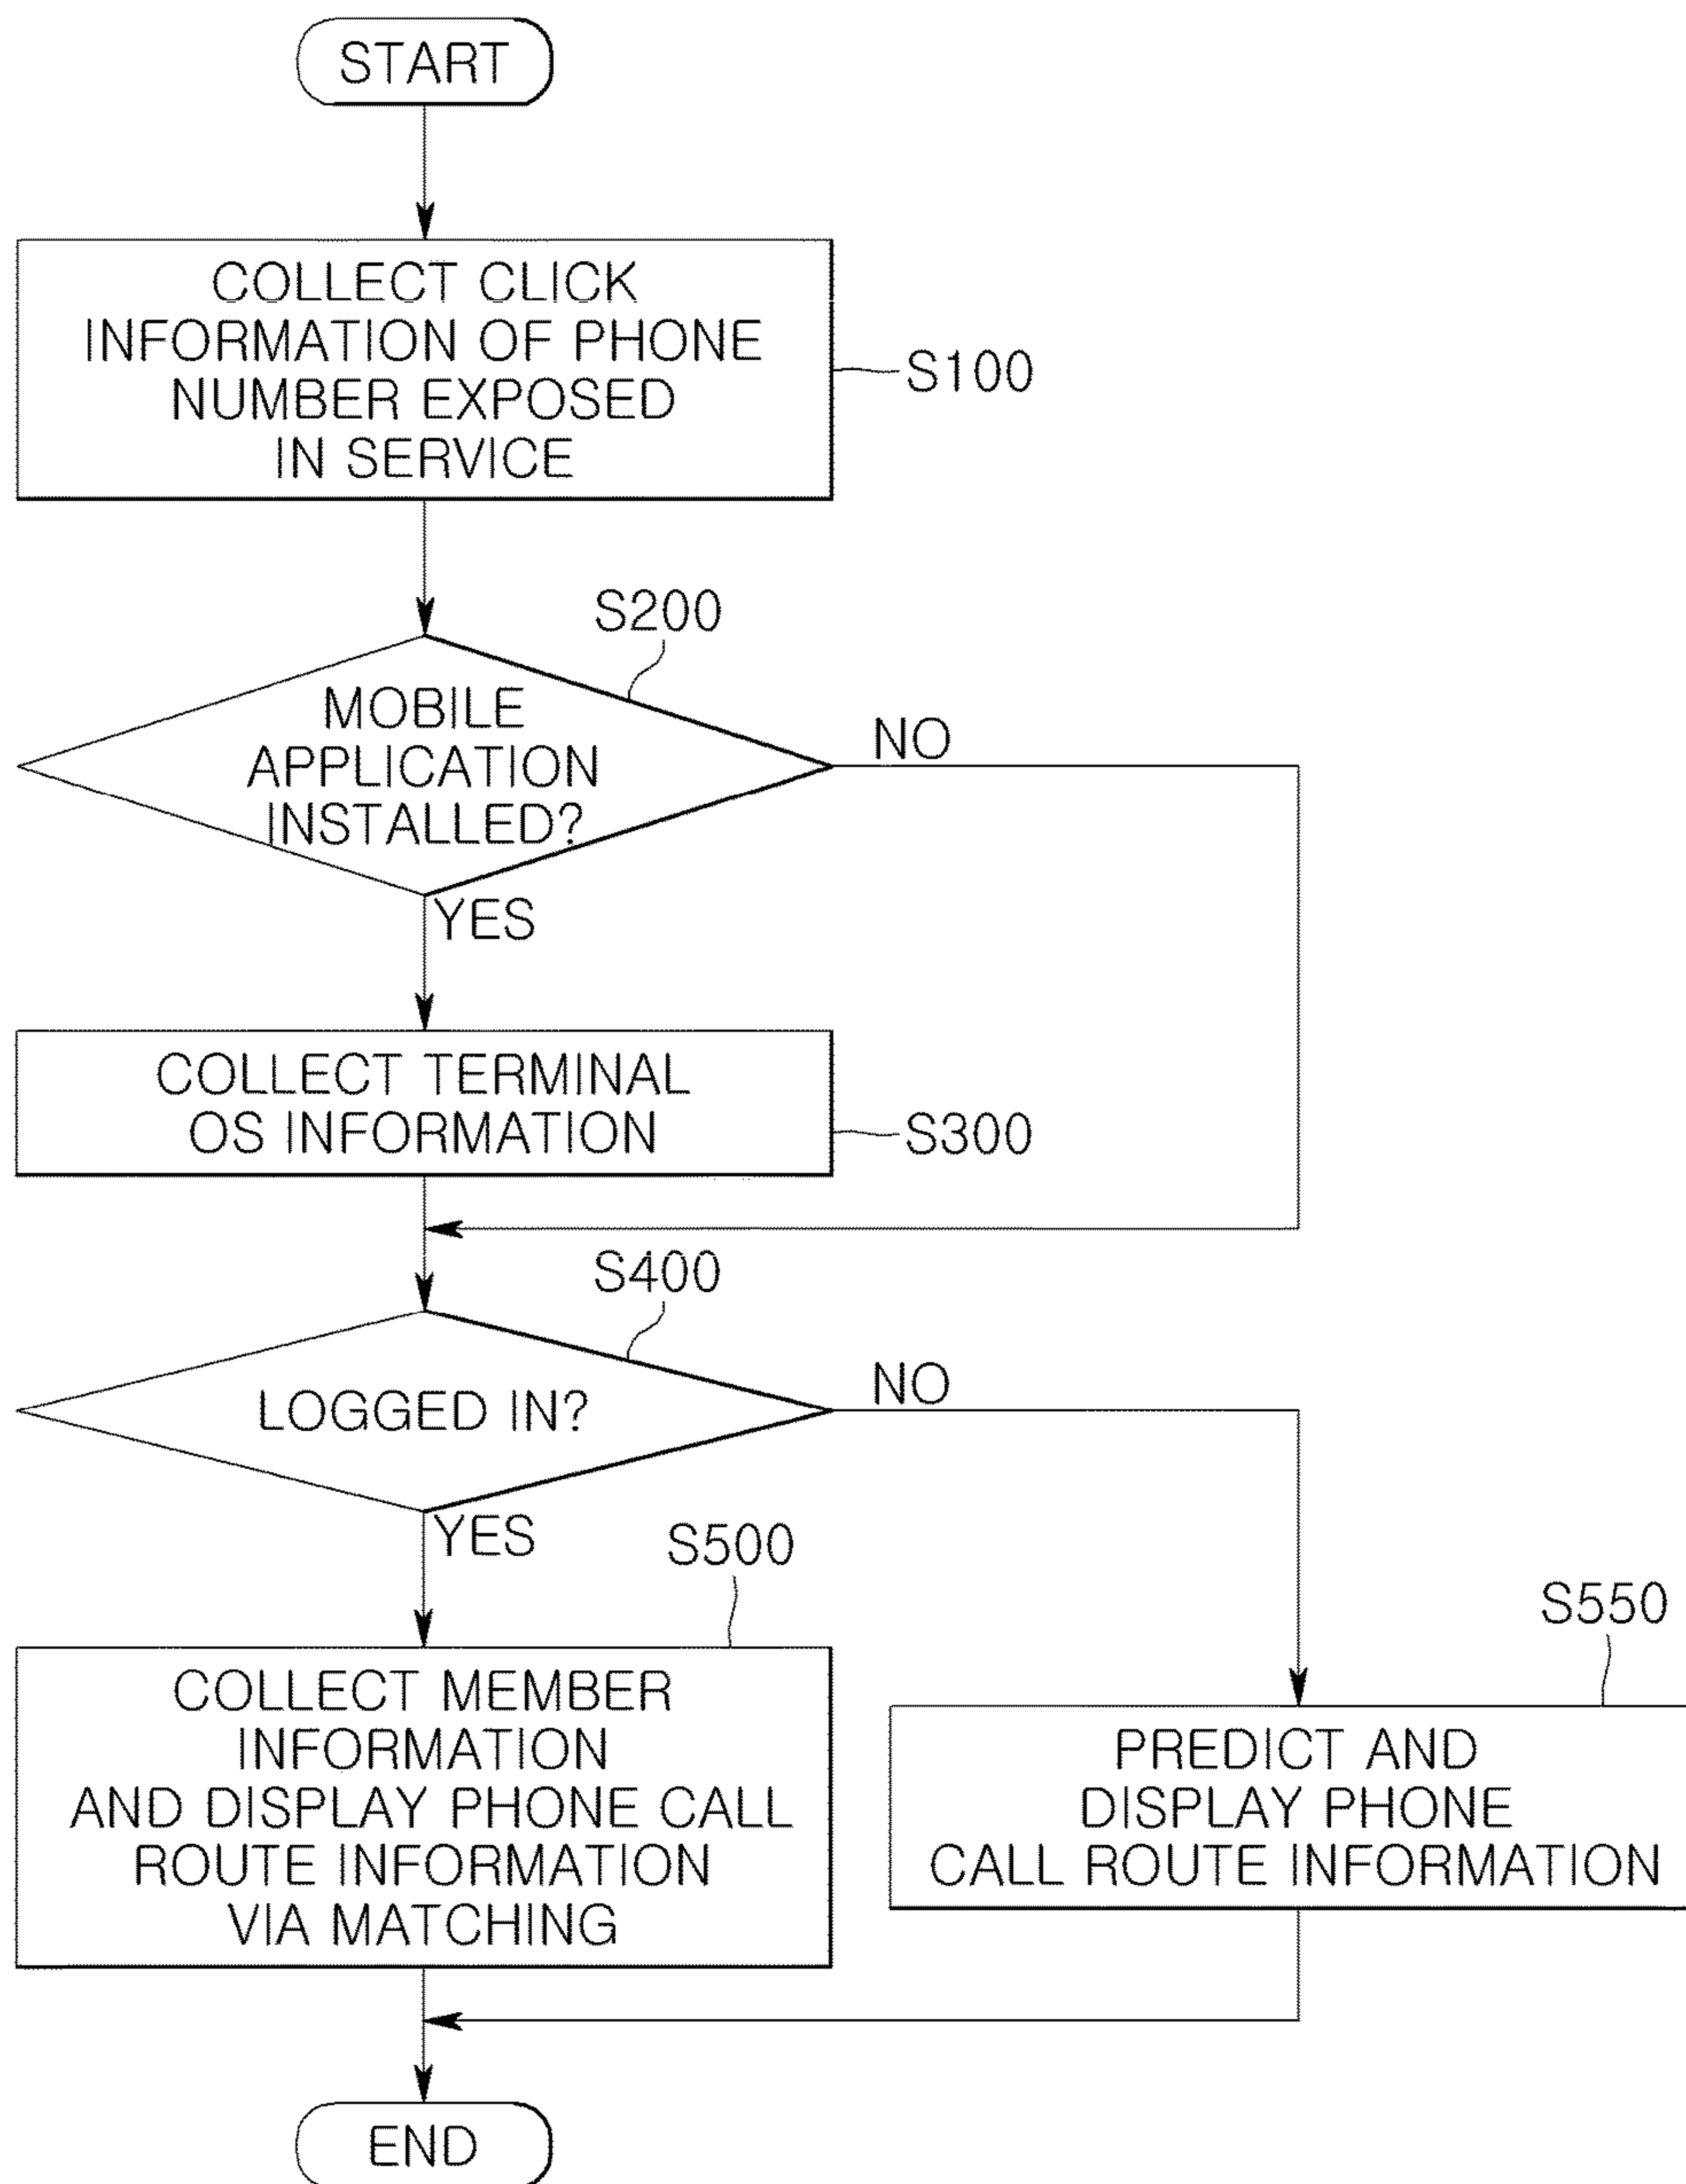 START
COLLECT CLICK
INFORMATION OF PHONE
NUMBER EXPOSED
IN SERVICE
S100
S200
MOBILE
APPLICATION
INSTALLED?
NO
YES
COLLECT TERMINAL
OS INFORMATION
S300
S400
LOGGED IN?
NO
YES
S500
COLLECT MEMBER
INFORMATION
AND DISPLAY PHONE CALL
ROUTE INFORMATION
VIA MATCHING
S550
PREDICT AND
DISPLAY PHONE
CALL ROUTE INFORMATION
END